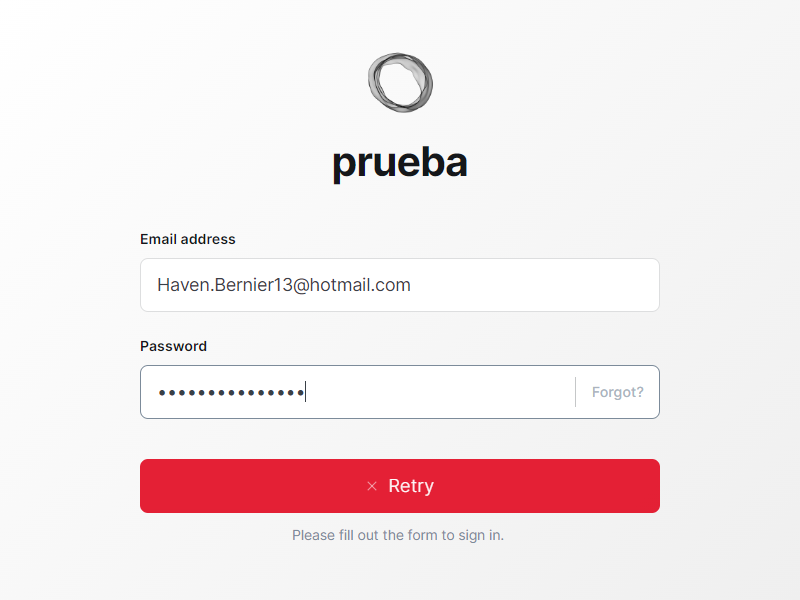 prueba
Email address
Haven.Bernier13@hotmail.com
Password
•••••••••••••••
Forgot?
Retry
Please fill out the form to sign in.